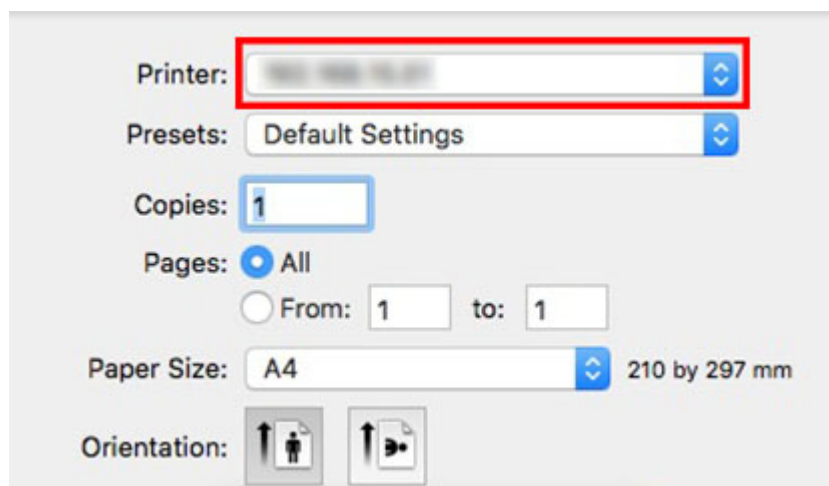 Printer:
Presets: Default Settings
Copies: 1
Pages: All
From: 1 to: 1
Paper Size: A4 210 by 297 mm
Orientation: